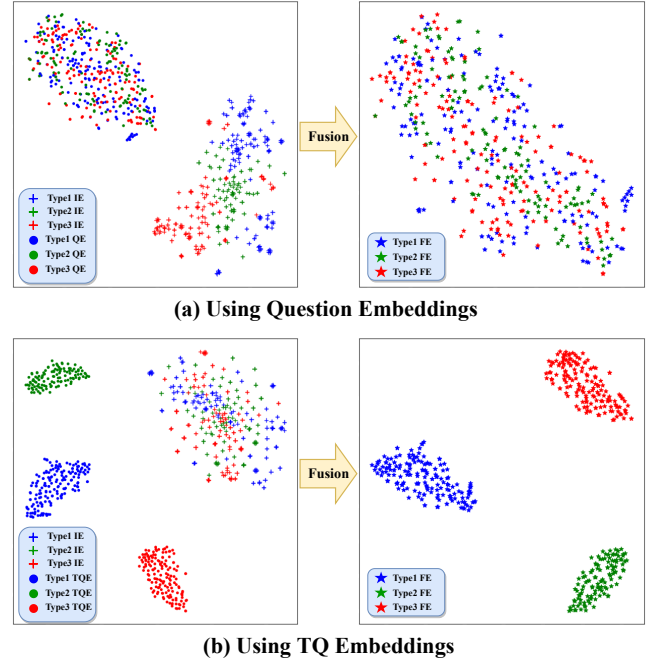 Type1 IE
Type2 IE
Type3 IE
Type1 QE
Type2 QE
Type3 QE
Fusion
Type1 FE
Type2 FE
Type3 FE
(a) Using Question Embeddings
Type1 IE
Type2 IE
Type3 IE
Type1 TQE
Type2 TQE
Type3 TQE
Fusion
Type1 FE
Type2 FE
Type3 FE
(b) Using TQ Embeddings